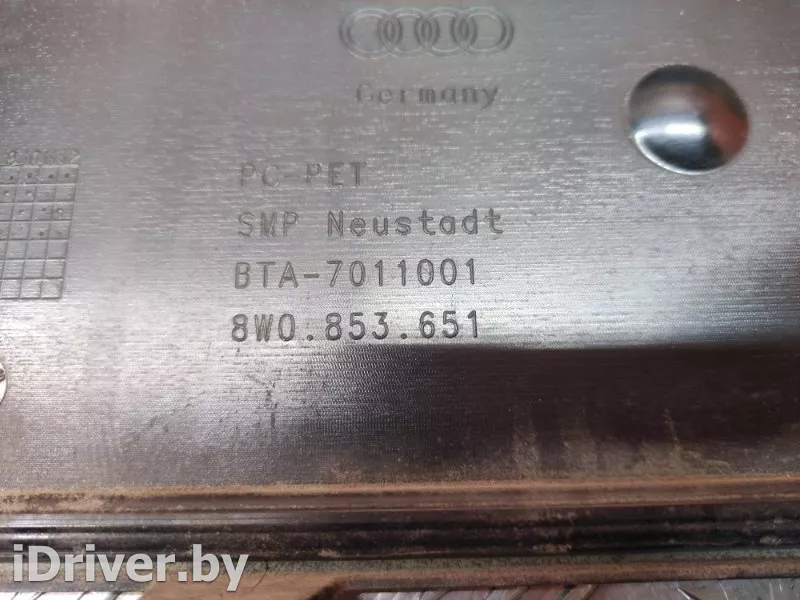 Germany
PC-PET
SMP Neustadt
BTA-7011001
8W0.853.651
iDriver.by